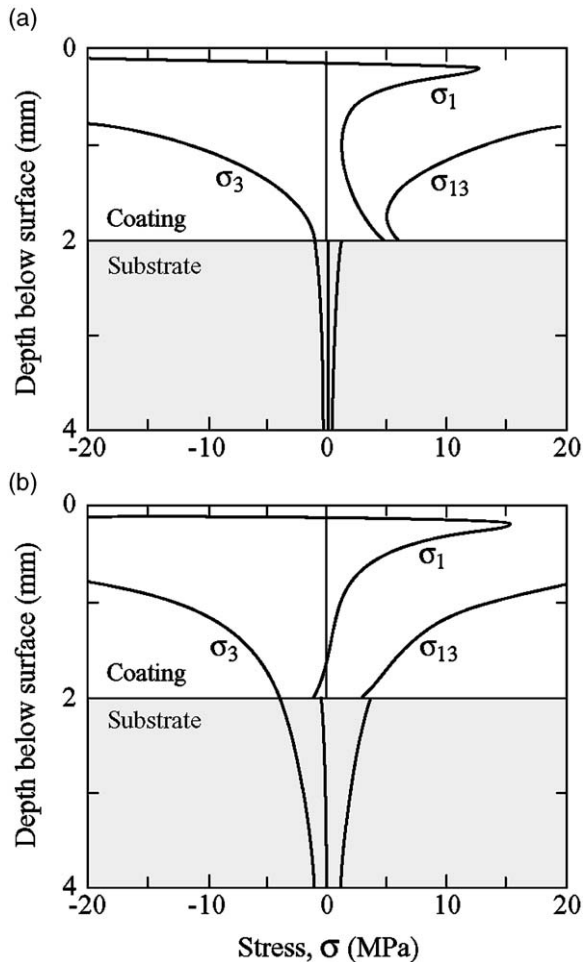 (a)
0
2
4
Depth below surface (mm)
σ1
σ3
σ13
Coating
Substrate
-20
-10
0
10
20
(b)
0
2
4
Depth below surface (mm)
σ1
σ3
σ13
Coating
Substrate
-20
-10
0
10
20
Stress, σ (MPa)